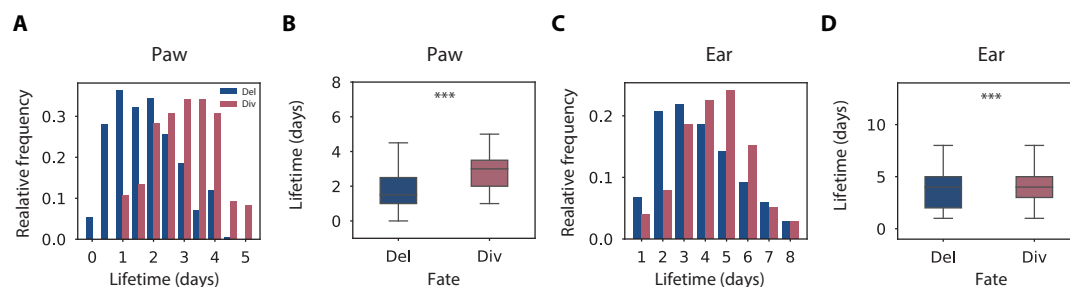 A
Paw
Realative frequency
0.3
0.2
0.1
0.0
Del
Div
0 1 2 3 4 5
Lifetime (days)
B
Paw
Lifetime (days)
8
6
4
2
0
***
Del Div
Fate
C
Ear
Realative frequency
0.2
0.1
0.0
1 2 3 4 5 6 7 8
Lifetime (days)
D
Ear
Lifetime (days)
10
5
0
***
Del Div
Fate